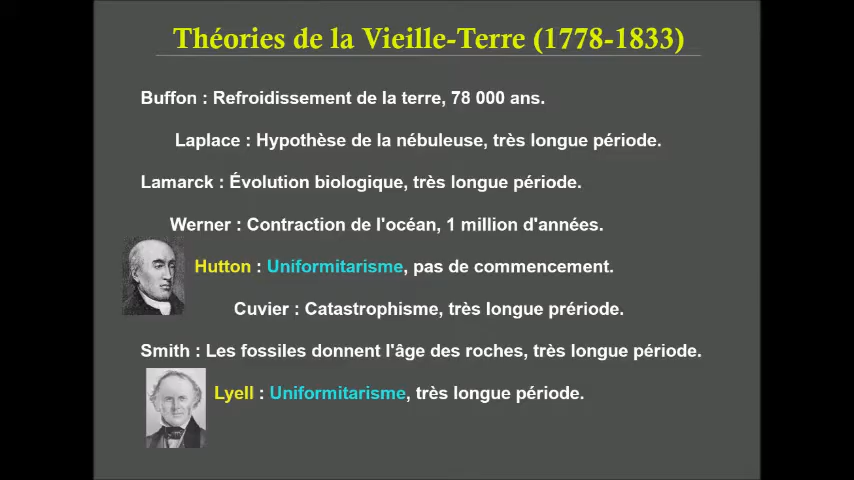 Théories de la Vieille-Terre (1778-1833)
Buffon : Refroidissement de la terre, 78 000 ans.
Laplace : Hypothèse de la nébuleuse, très longue période.
Lamarck : Évolution biologique, très longue période.
Werner : Contraction de l'océan, 1 million d'années.
Hutton : Uniformitarisme, pas de commencement.
Cuvier : Catastrophisme, très longue prériode.
Smith : Les fossiles donnent l'âge des roches, très longue période.
Lyell : Uniformitarisme, très longue période.